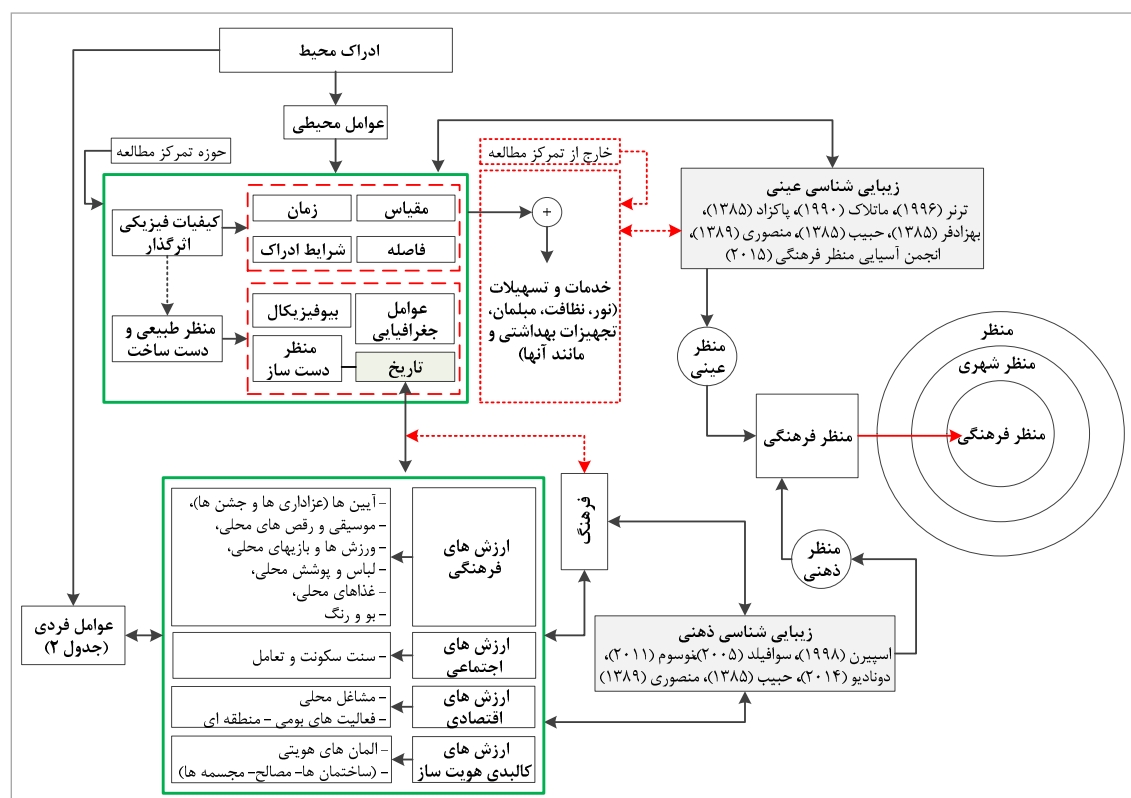 ادراک محیط
عوامل محیطی
حوزه تمرکز مطالعه
خارج از تمرکز مطالعه
کیفیات فیزیکی
اثرگذار
زمان
مقیاس
شرایط ادراک
فاصله
منظر طبیعی و
دست ساخت
بیوفیزیکال
عوامل
جغرافیایی
منظر
دست ساز
تاریخ
+
خدمات و تسهیلات
(نور، نظافت، مبلمان،
تجهیزات بهداشتی و
مانند آنها)
زیبایی شناسی عینی
ترنر (۱۹۹۶)، ماتلاک (۱۹۹۰)، پاکزاد (۱۳۸۵)،
بهزادفر (۱۳۸۵)، حبیب (۱۳۸۵)، منصوری (۱۳۸۹)،
انجمن آسیایی منظر فرهنگی (۲۰۱۵)
منظر
عینی
منظر فرهنگی
منظر
منظر شهری
منظر فرهنگی
منظر
ذهنی
فرهنگ
زیبایی شناسی ذهنی
اسپیرن (۱۹۹۸)، سوافیلد (۲۰۰۵)،نوسوم (۲۰۱۱)،
دونادیو (۲۰۱۴)، حبیب (۱۳۸۵)، منصوری (۱۳۸۹)
عوامل فردی
(جدول ۲)
ارزش های
فرهنگی
- آیین ها (عزاداری ها و جشن ها)،
- موسیقی و رقص های محلی،
- ورزش ها و بازیهای محلی،
- لباس و پوشش محلی،
- غذاهای محلی،
- بو و رنگ
ارزش های
اجتماعی
- سنت سکونت و تعامل
ارزش های
اقتصادی
- مشاغل محلی
- فعالیت های بومی - منطقه ای
ارزش های
کالبدی هویت ساز
- المان های هویتی
- (ساختمان ها- مصالح- مجسمه ها)